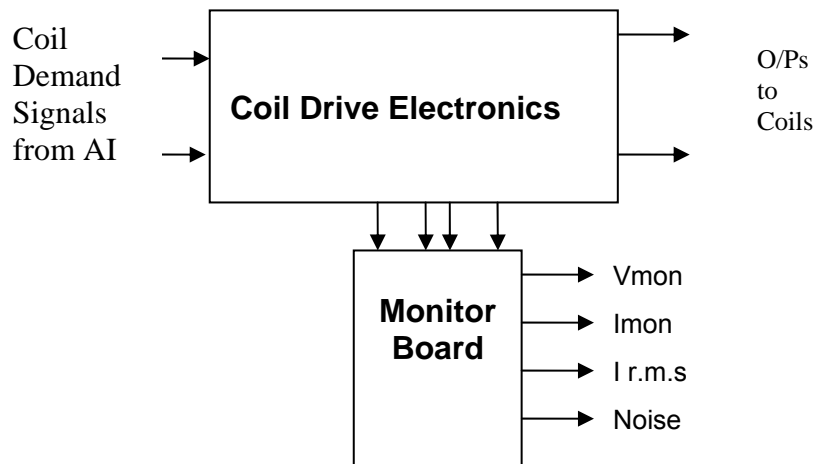 Coil
Demand
Signals
from AI
Coil Drive Electronics
O/Ps
to
Coils
Monitor
Board
Vmon
Imon
I r.m.s
Noise